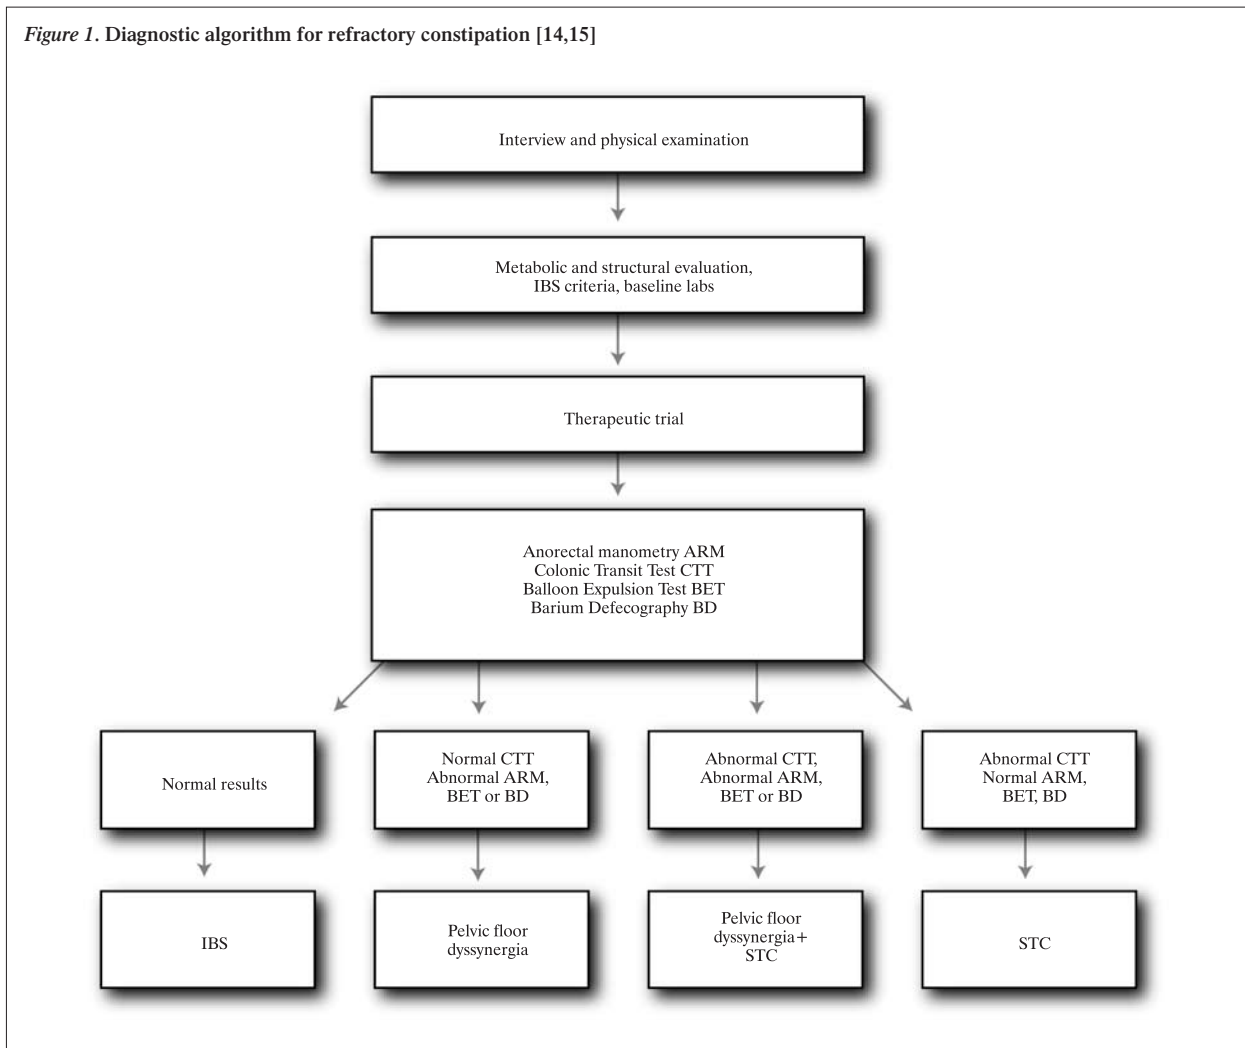 Figure 1. Diagnostic algorithm for refractory constipation [14,15]
Interview and physical examination
Metabolic and structural evaluation,
IBS criteria, baseline labs
Therapeutic trial
Anorectal manometry ARM
Colonic Transit Test CTT
Balloon Expulsion Test BET
Barium Defecography BD
Normal results
Normal CTT
Abnormal ARM,
BET or BD
Abnormal CTT,
Abnormal ARM,
BET or BD
Abnormal CTT
Normal ARM,
BET, BD
IBS
Pelvic floor
dyssynergia
Pelvic floor
dyssynergia+
STC
STC